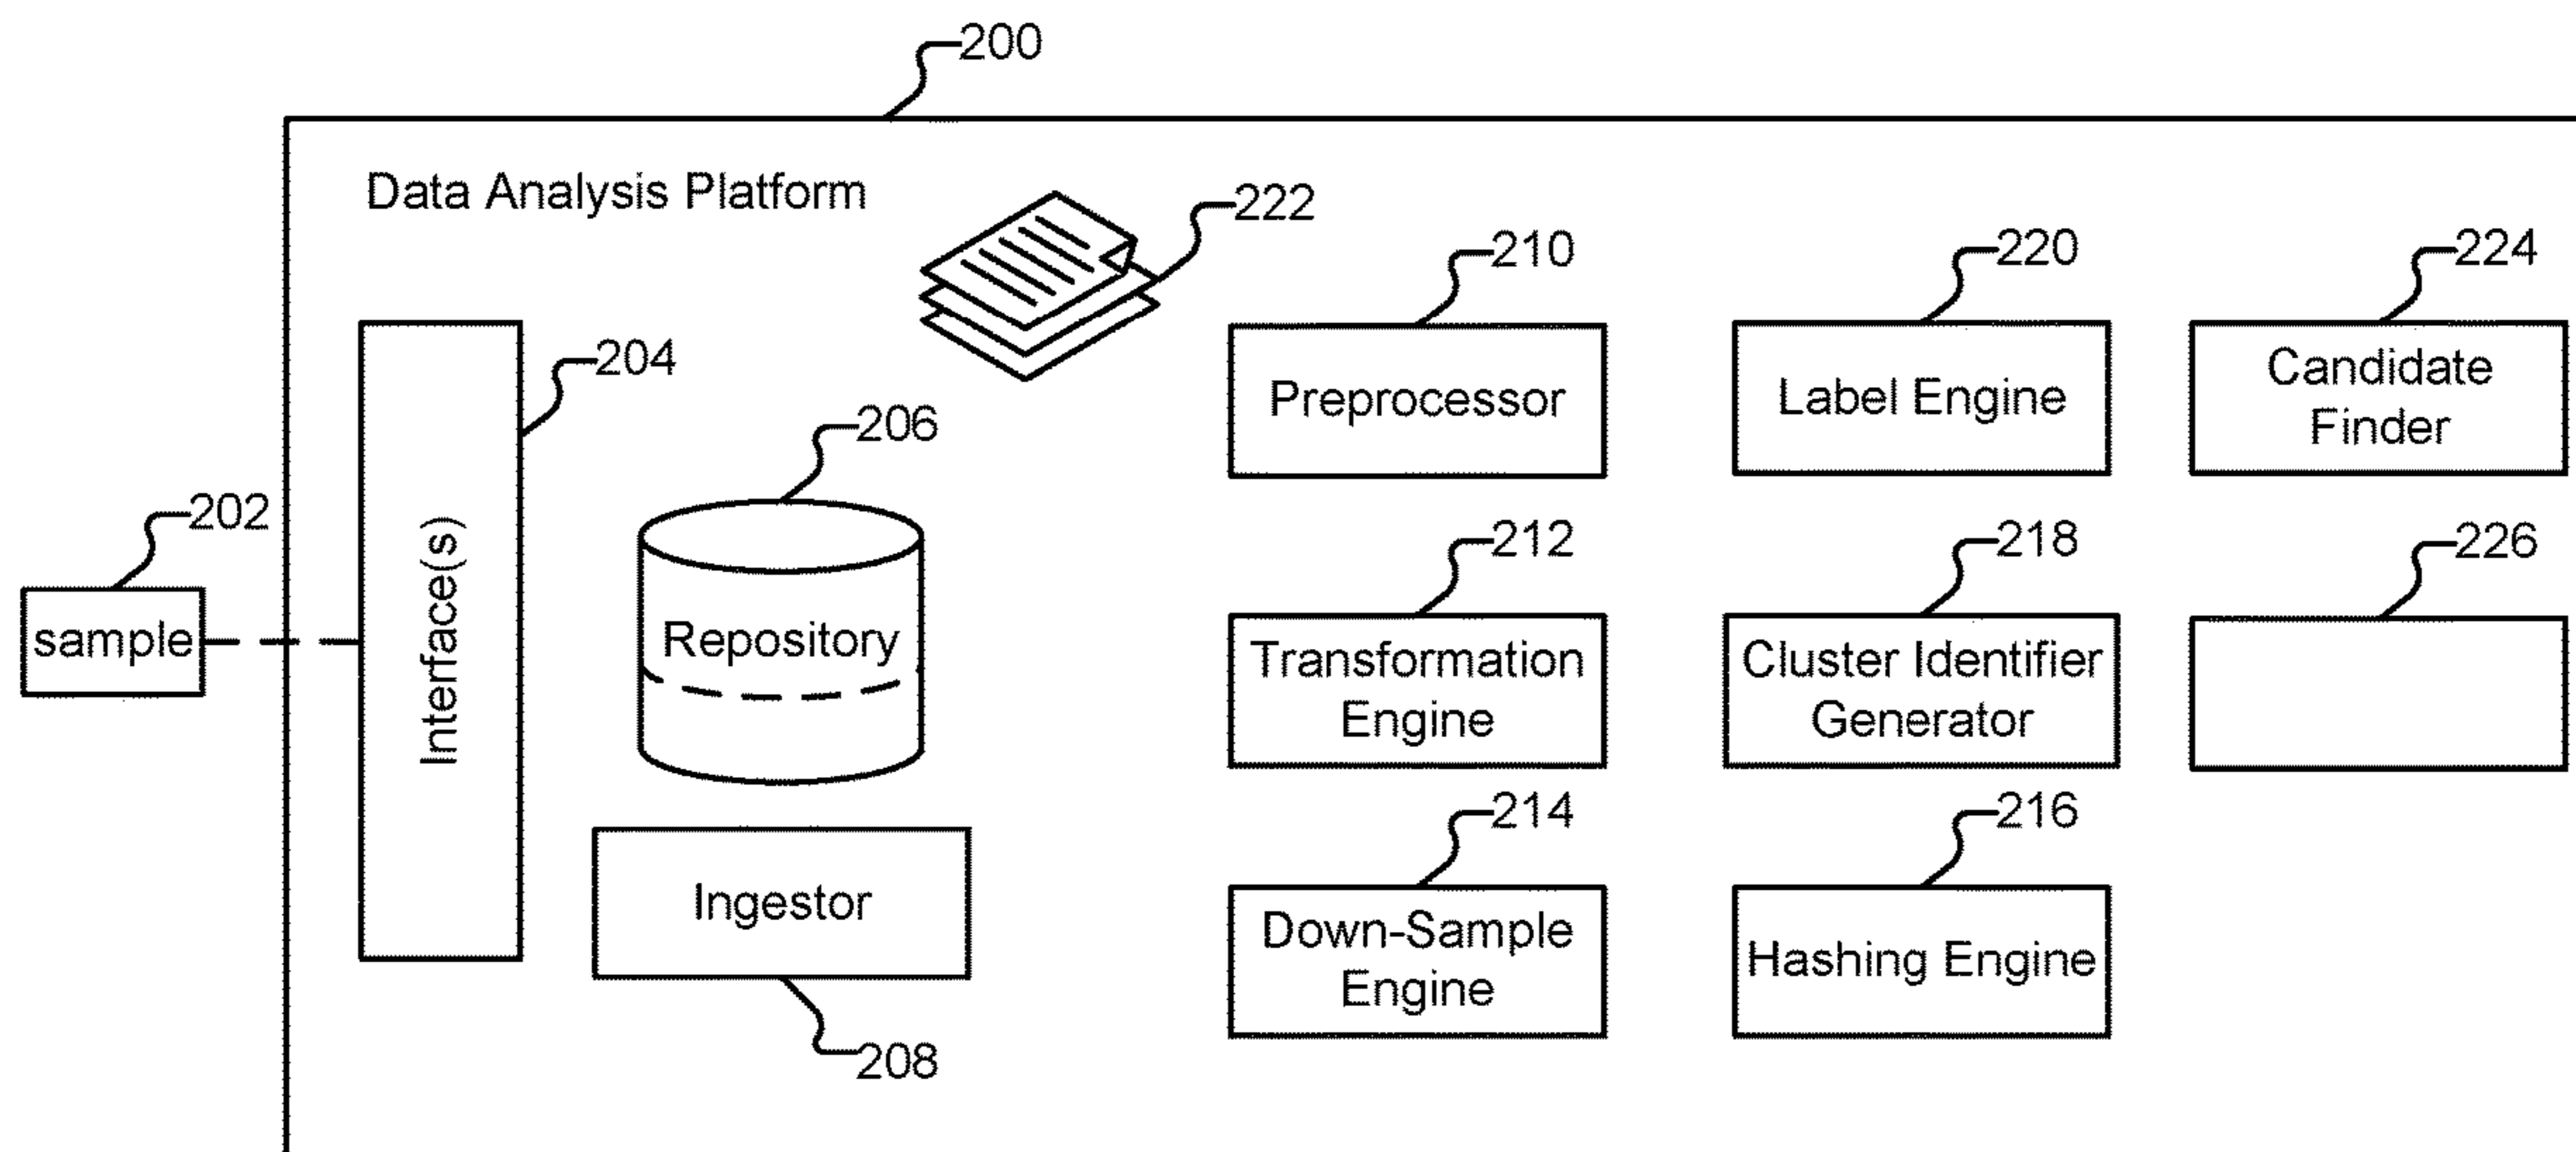 200
Data Analysis Platform
222
210
220
224
204
Preprocessor
Label Engine
Candidate
Finder
206
202
212
218
226
sample
Interface(s)
Repository
Transformation
Engine
Cluster Identifier
Generator
214
216
Ingestor
Down-Sample
Engine
Hashing Engine
208